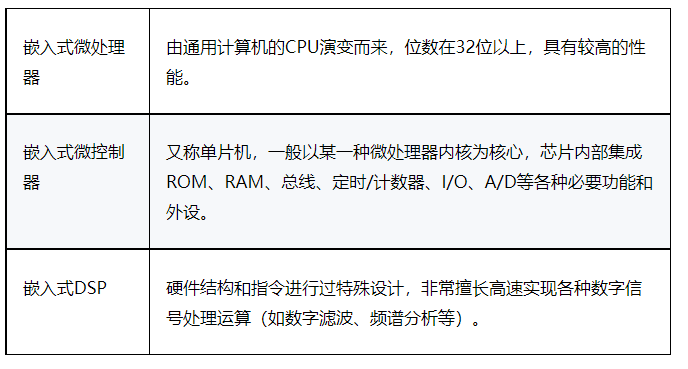 嵌入式微处理
器
由通用计算机的CPU演变而来，位数在32位以上，具有较高的性
能。
嵌入式微控制
器
又称单片机，一般以某一种微处理器内核为核心，芯片内部集成
ROM、RAM、总线、定时/计数器、I/O、A/D等各种必要功能和
外设。
嵌入式DSP
硬件结构和指令进行过特殊设计，非常擅长高速实现各种数字信
号处理运算（如数字滤波、频谱分析等）。